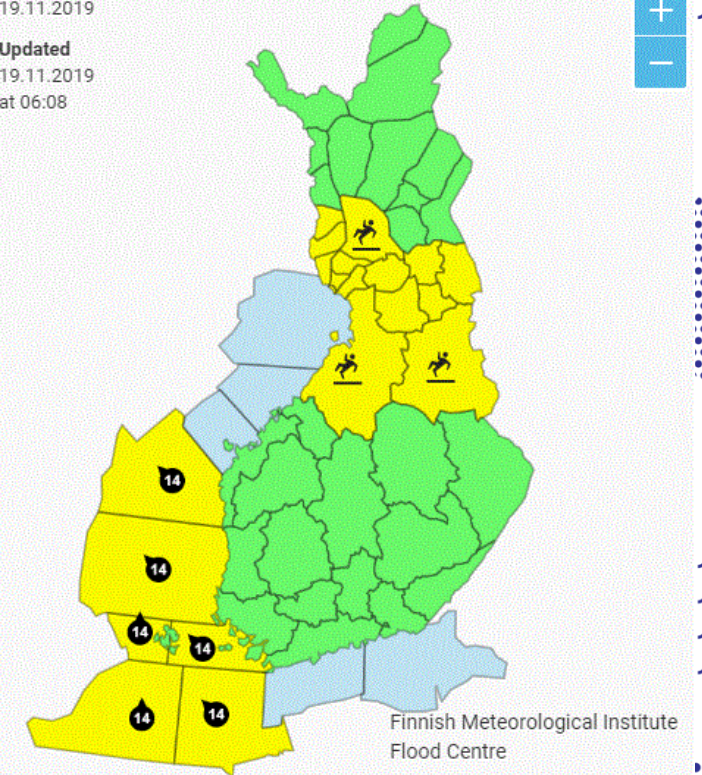 19.11.2019
Updated
19.11.2019
at 06:08
+
−
14
14
14
14
14
14
Finnish Meteorological Institute
Flood Centre